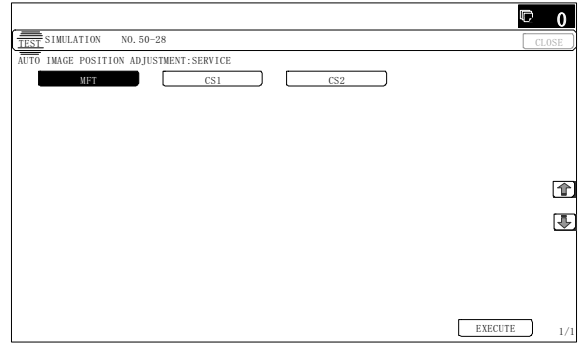 0
TEST SIMULATION NO.50-28 CLOSE
AUTO IMAGE POSITION ADJUSTMENT:SERVICE
MFT CS1 CS2
EXECUTE 1/1